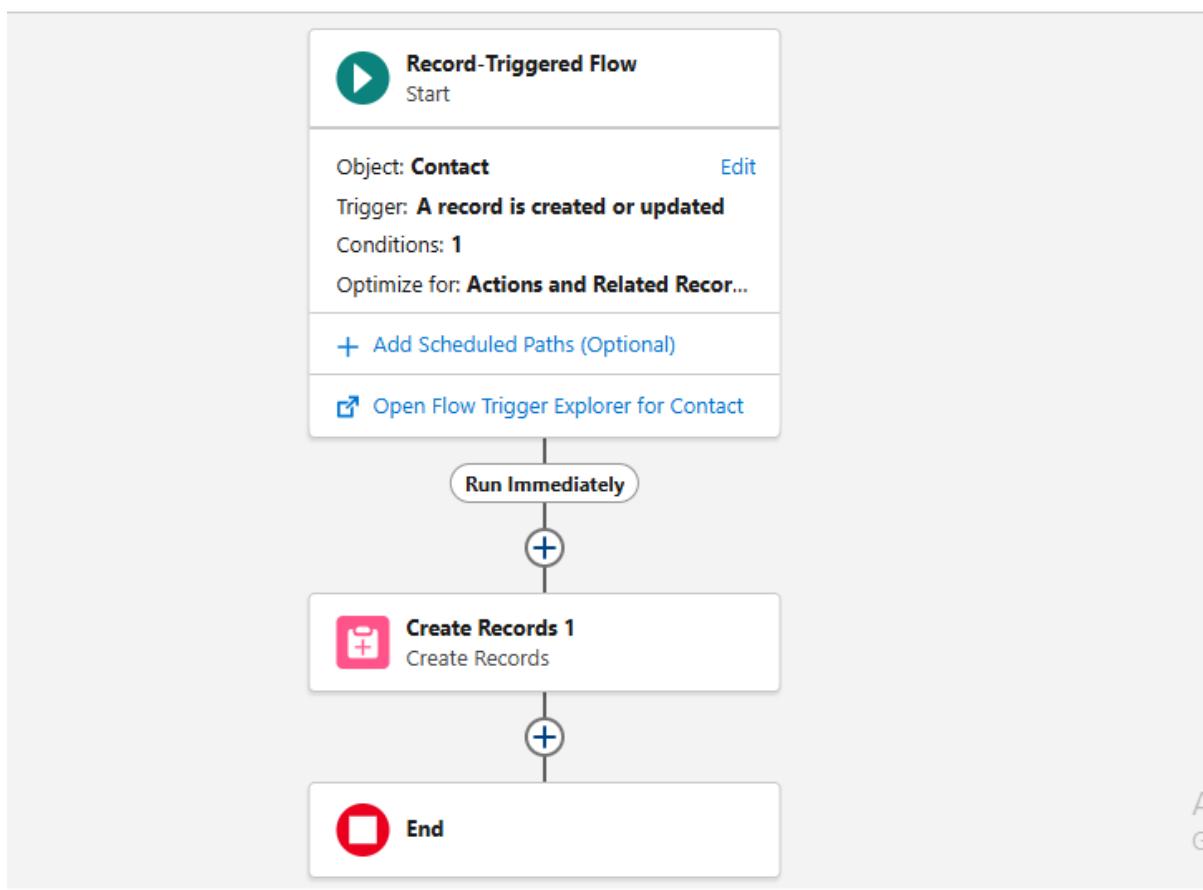 Record-Triggered Flow
Start
Object: Contact Edit
Trigger: A record is created or updated
Conditions: 1
Optimize for: Actions and Related Recor...
Add Scheduled Paths (Optional)
Open Flow Trigger Explorer for Contact
Run Immediately
Create Records 1
Create Records
End